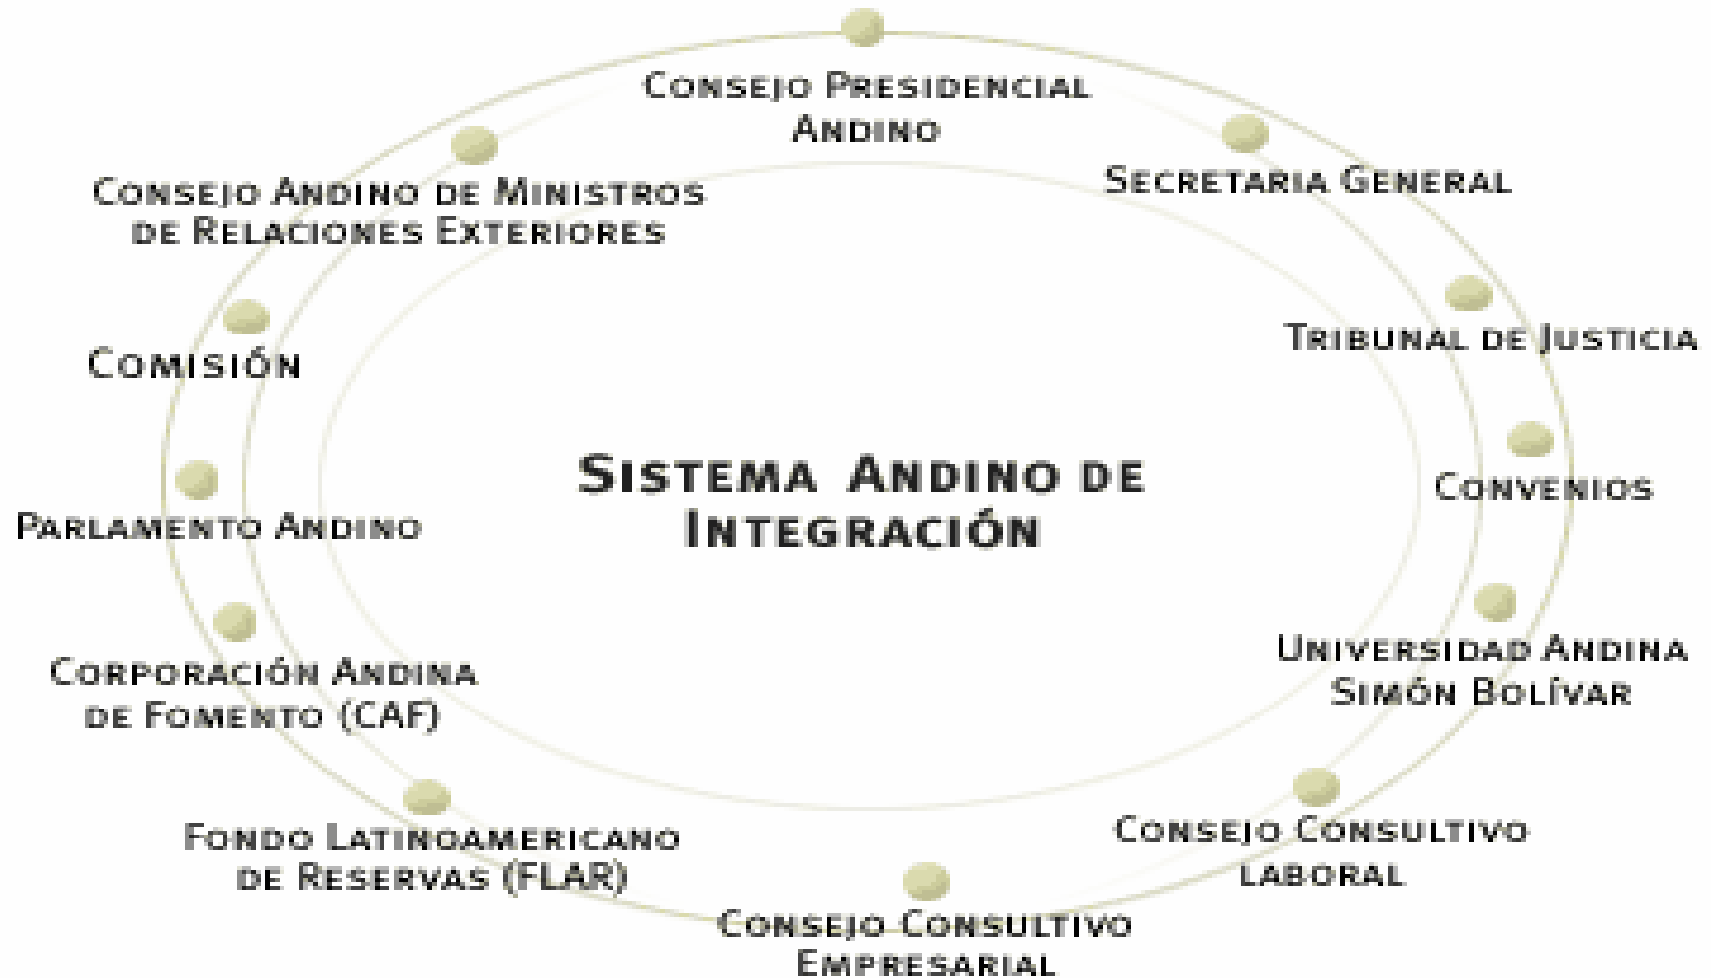 Consejo Presidencial
Andino
Secretaria General
Consejo Andino de Ministros
de Relaciones Exteriores
Tribunal de Justicia
Comisión
Sistema Andino de
Integración
Convenios
Parlamento Andino
Universidad Andina
Simón Bolívar
Corporación Andina
de Fomento (CAF)
Consejo Consultivo
laboral
Fondo Latinoamericano
de Reservas (FLAR)
Consejo Consultivo
Empresarial